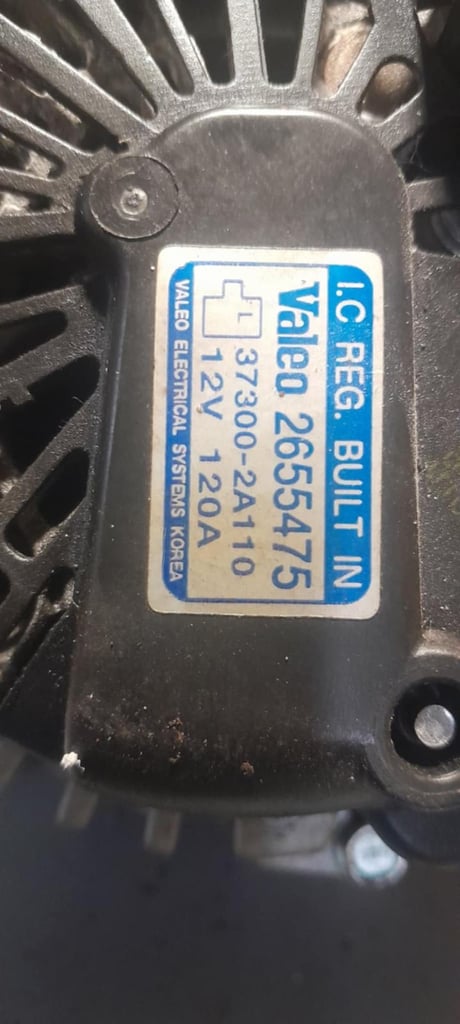 I.C REG. BUILT IN
Valeo 2655475
L 37300-2A110
12V 120A
VALEO ELECTRICAL SYSTEMS KOREA